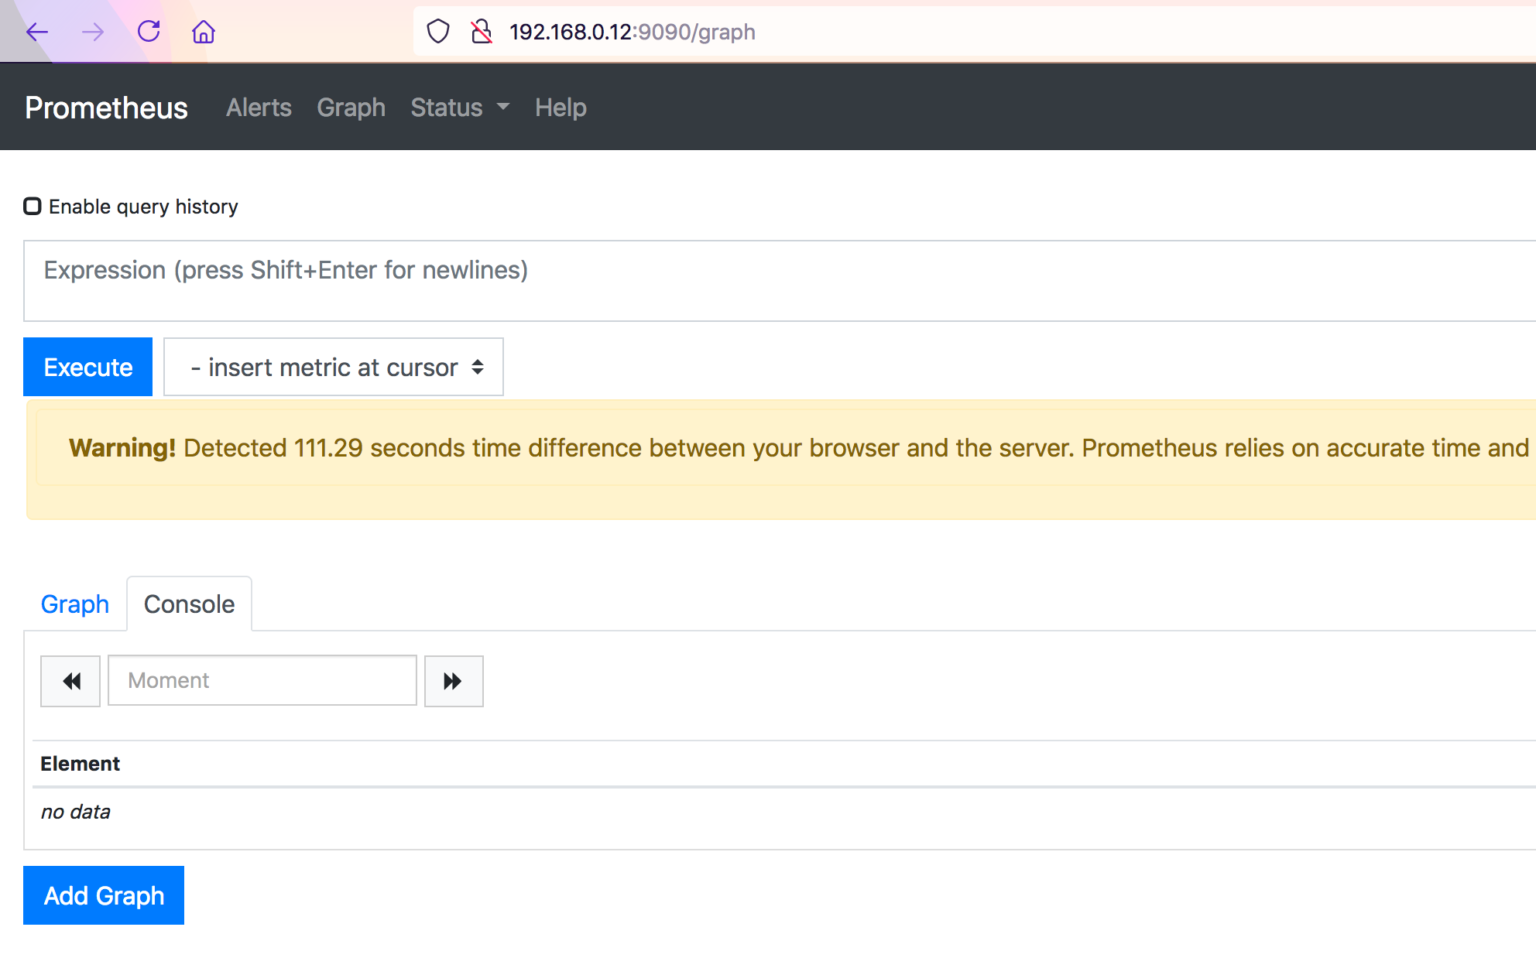 192.168.0.12:9090/graph
Prometheus Alerts Graph Status Help
Enable query history
Expression (press Shift+Enter for newlines)
Execute - insert metric at cursor
Warning! Detected 111.29 seconds time difference between your browser and the server. Prometheus relies on accurate time and
Graph Console
Moment
Element
no data
Add Graph